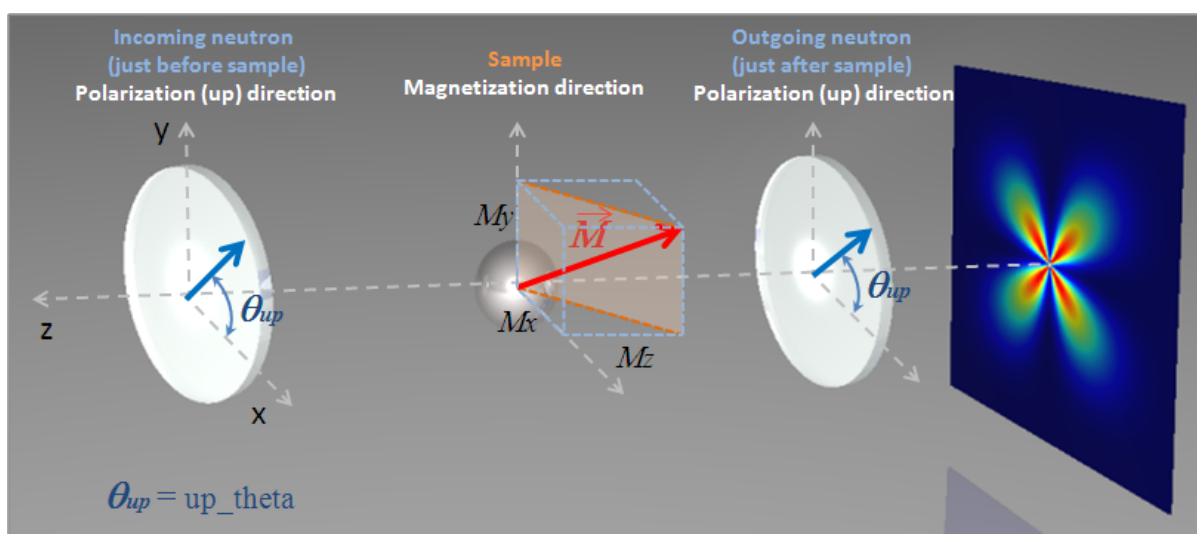 Incoming neutron
(just before sample)
Polarization (up) direction
Sample
Magnetization direction
Outgoing neutron
(just after sample)
Polarization (up) direction
y
My
M
θup
θup
z
Mx
Mz
x
θup = up_theta